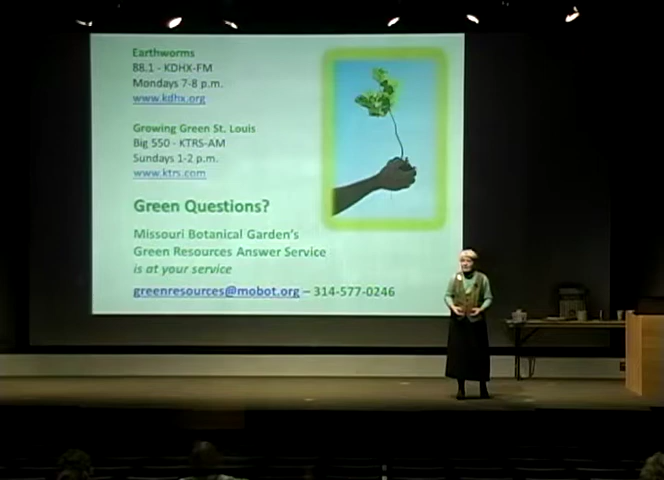 Earthworms
88.1 - KDHX-FM
Mondays 7-8 p.m.
www.kdhx.org
Growing Green St. Louis
Big 550 - KTRS-AM
Sundays 1-2 p.m.
www.ktrs.com
Green Questions?
Missouri Botanical Garden's
Green Resources Answer Service
is at your service
greenresources@mobot.org – 314-577-0246